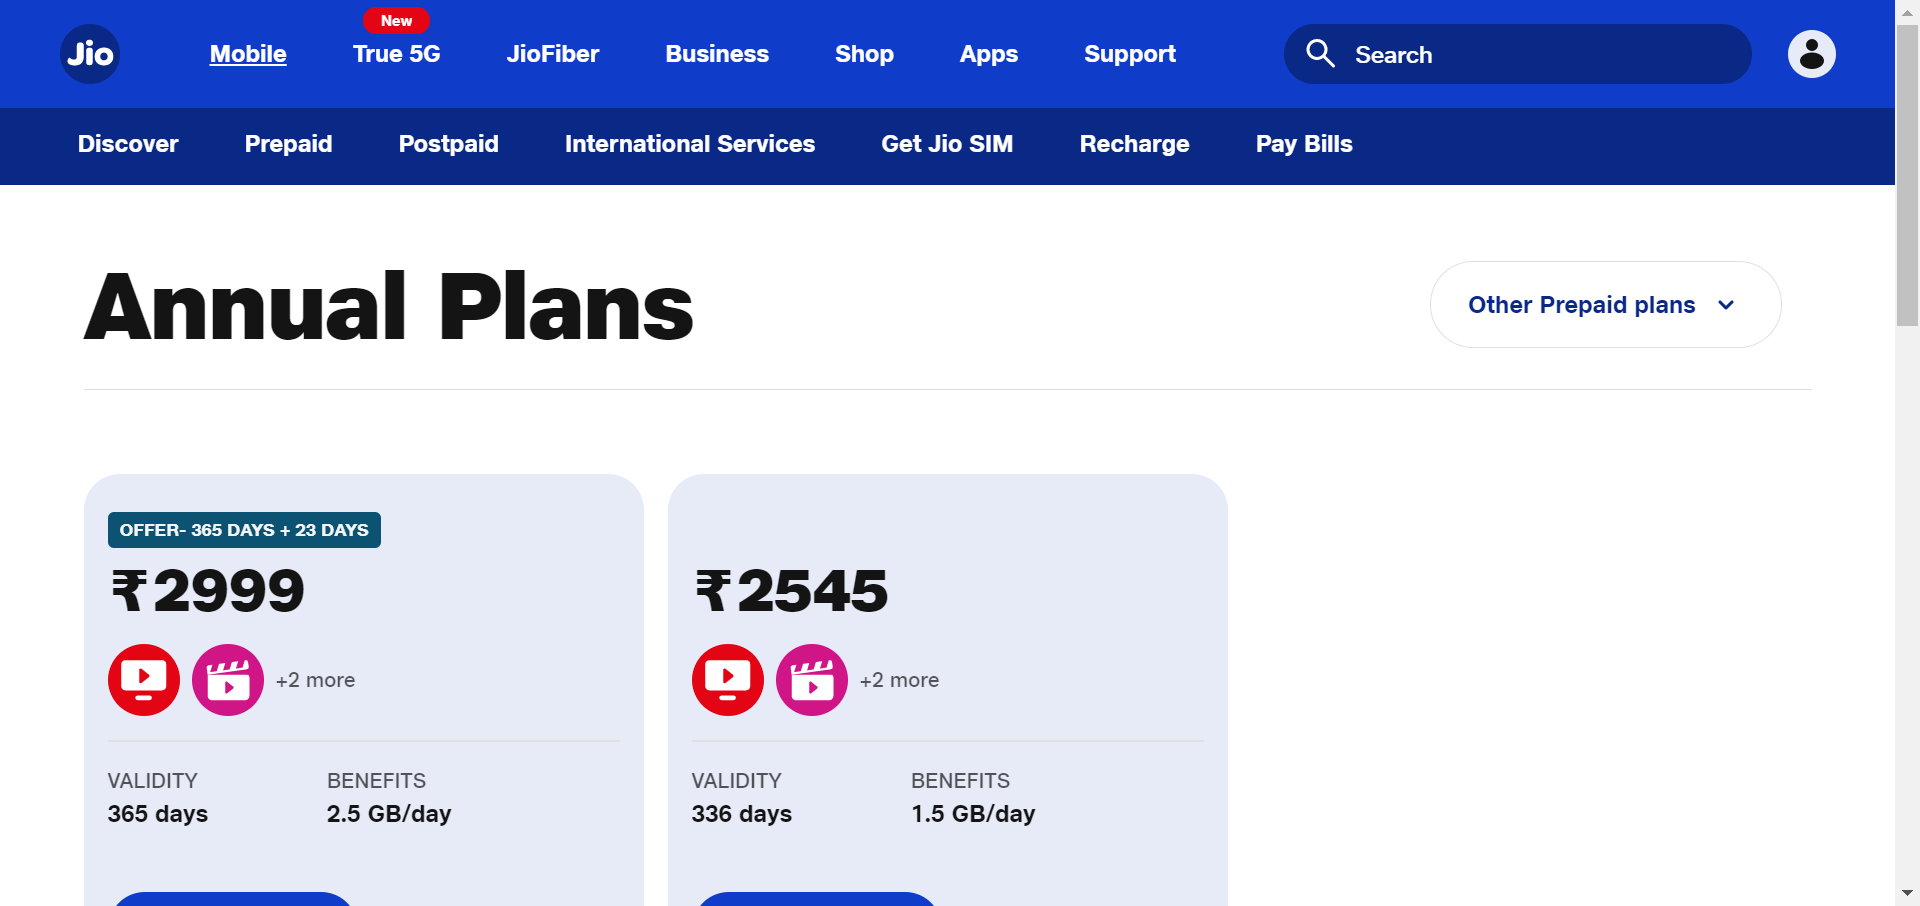 New
Jio Mobile True 5G JioFiber Business Shop Apps Support Search
Discover Prepaid Postpaid International Services Get Jio SIM Recharge Pay Bills
Annual Plans
Other Prepaid plans
OFFER- 365 DAYS + 23 DAYS
₹2999
+2 more
VALIDITY BENEFITS
365 days 2.5 GB/day
₹2545
+2 more
VALIDITY BENEFITS
336 days 1.5 GB/day